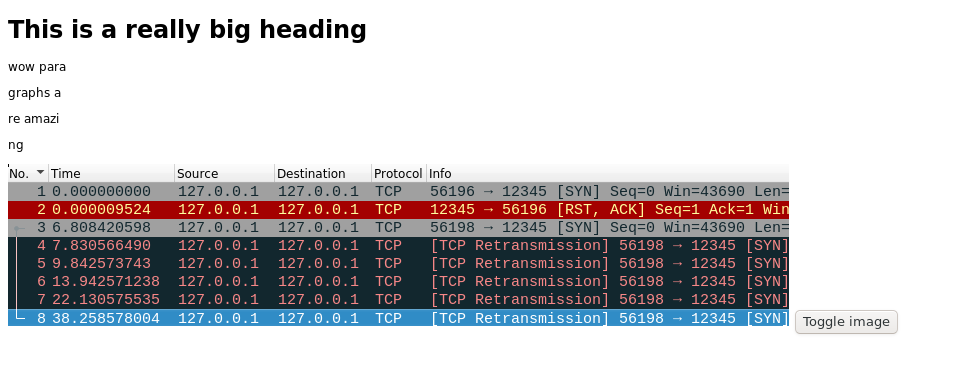 This is a really big heading
wow para
graphs a
re amazi
ng
No. Time Source Destination Protocol Info
1 0.000000000 127.0.0.1 127.0.0.1 TCP 56196 → 12345 [SYN] Seq=0 Win=43690 Len=
2 0.000009524 127.0.0.1 127.0.0.1 TCP 12345 → 56196 [RST, ACK] Seq=1 Ack=1 Win
3 6.808420598 127.0.0.1 127.0.0.1 TCP 56198 → 12345 [SYN] Seq=0 Win=43690 Len=
4 7.830566490 127.0.0.1 127.0.0.1 TCP [TCP Retransmission] 56198 → 12345 [SYN]
5 9.842573743 127.0.0.1 127.0.0.1 TCP [TCP Retransmission] 56198 → 12345 [SYN]
6 13.942571238 127.0.0.1 127.0.0.1 TCP [TCP Retransmission] 56198 → 12345 [SYN]
7 22.130575535 127.0.0.1 127.0.0.1 TCP [TCP Retransmission] 56198 → 12345 [SYN]
8 38.258578004 127.0.0.1 127.0.0.1 TCP [TCP Retransmission] 56198 → 12345 [SYN]
Toggle image